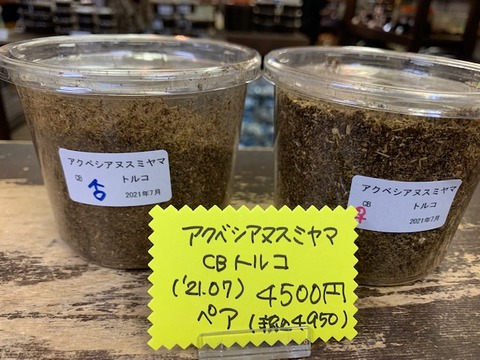 アクベシアヌスミヤマ
CB トルコ
♂
2021年7月
アクベシアヌスミヤマ
CB トルコ
♀
2021年7月
アクベシアヌスミヤマ
CBトルコ
('21.07) 4500円
ペア (税込4950)